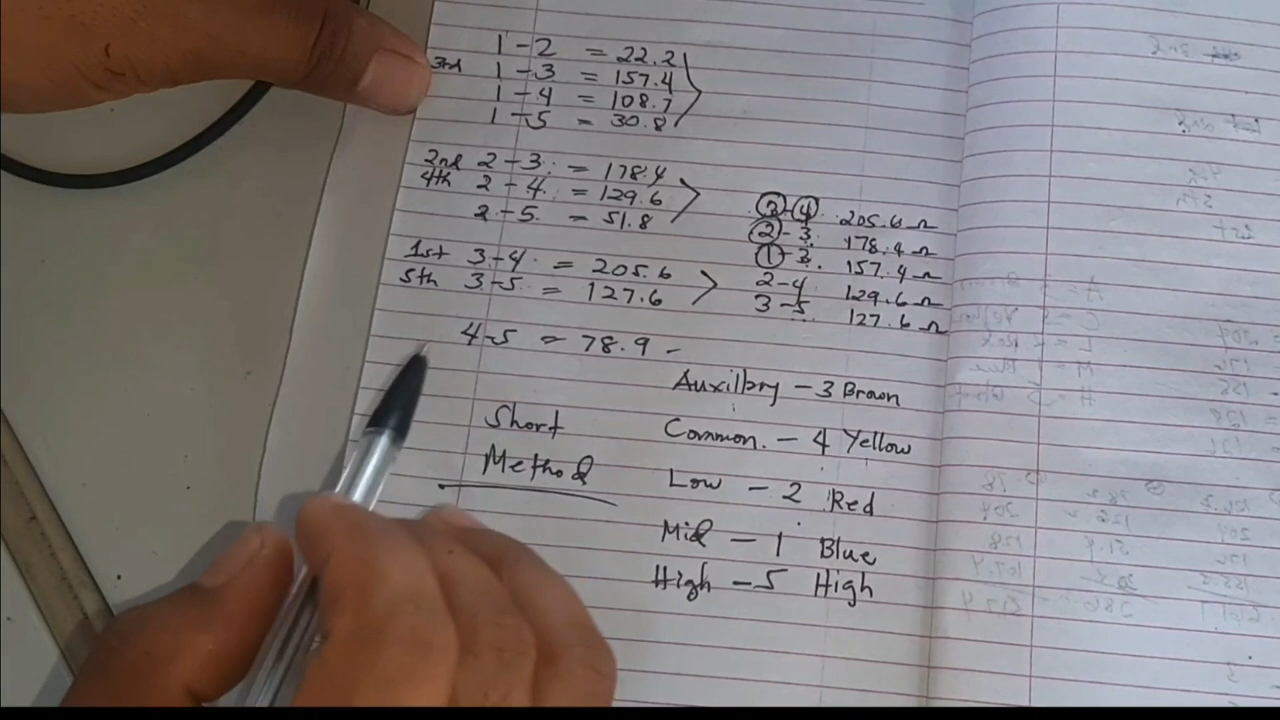 1 - 2 = 22.2
3rd 1 - 3 = 157.4
1 - 4 = 108.7
1 - 5 = 30.8
2nd 2 - 3. = 178.4
4th 2 - 4. = 129.6
2 - 5. = 51.8
1st 3 - 4. = 205.6
5th 3 - 5. = 127.6
4 - 5 = 78.9 -
3 - 4. 205.6 Ω
2 - 3. 178.4 Ω
1 - 3. 157.4 Ω
2 - 4. 129.6 Ω
3 - 5. 127.6 Ω
Short
Method
Auxilbry - 3 Brown
Common. - 4 Yellow
Low - 2 Red
Mid - 1 Blue
High - 5 High